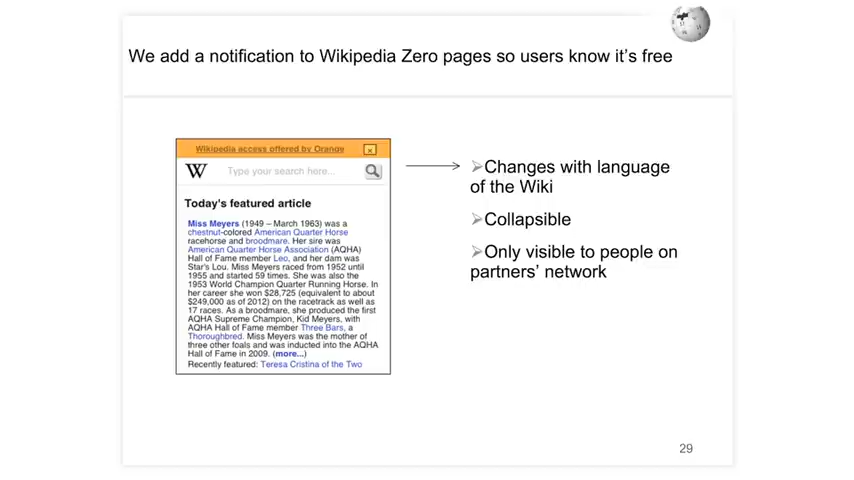 We add a notification to Wikipedia Zero pages so users know it's free
Wikipedia access offered by Orange
x
W
Type your search here...
Today's featured article
Miss Meyers (1949 – March 1963) was a
chestnut-colored American Quarter Horse
racehorse and broodmare. Her sire was
American Quarter Horse Association (AQHA)
Hall of Fame member Leo, and her dam was
Star's Lou. Miss Meyers raced from 1952 until
1955 and started 59 times. She was also the
1953 World Champion Quarter Running Horse. In
her career she won $28,725 (equivalent to about
$249,000 as of 2012) on the racetrack as well as
17 races. As a broodmare, she produced the first
AQHA Supreme Champion, Kid Meyers, with
AQHA Hall of Fame member Three Bars, a
Thoroughbred. Miss Meyers was the mother of
three other foals and was inducted into the AQHA
Hall of Fame in 2009. (more...)
Recently featured: Teresa Cristina of the Two
➢Changes with language
of the Wiki
➢Collapsible
➢Only visible to people on
partners' network
29